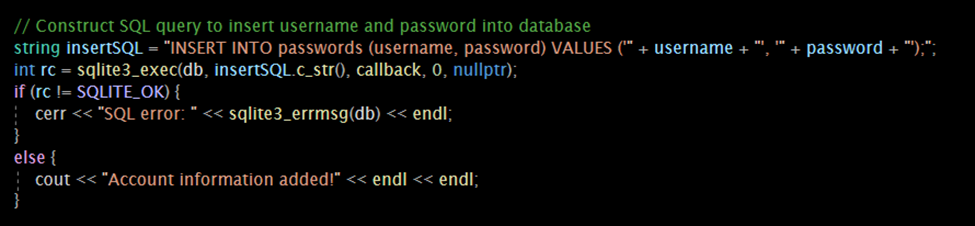 // Construct SQL query to insert username and password into database
string insertSQL = "INSERT INTO passwords (username, password) VALUES ('" + username + "', '" + password + "');";
int rc = sqlite3_exec(db, insertSQL.c_str(), callback, 0, nullptr);
if (rc != SQLITE_OK) {
    cerr << "SQL error: " << sqlite3_errmsg(db) << endl;
}
else {
    cout << "Account information added!" << endl << endl;
}